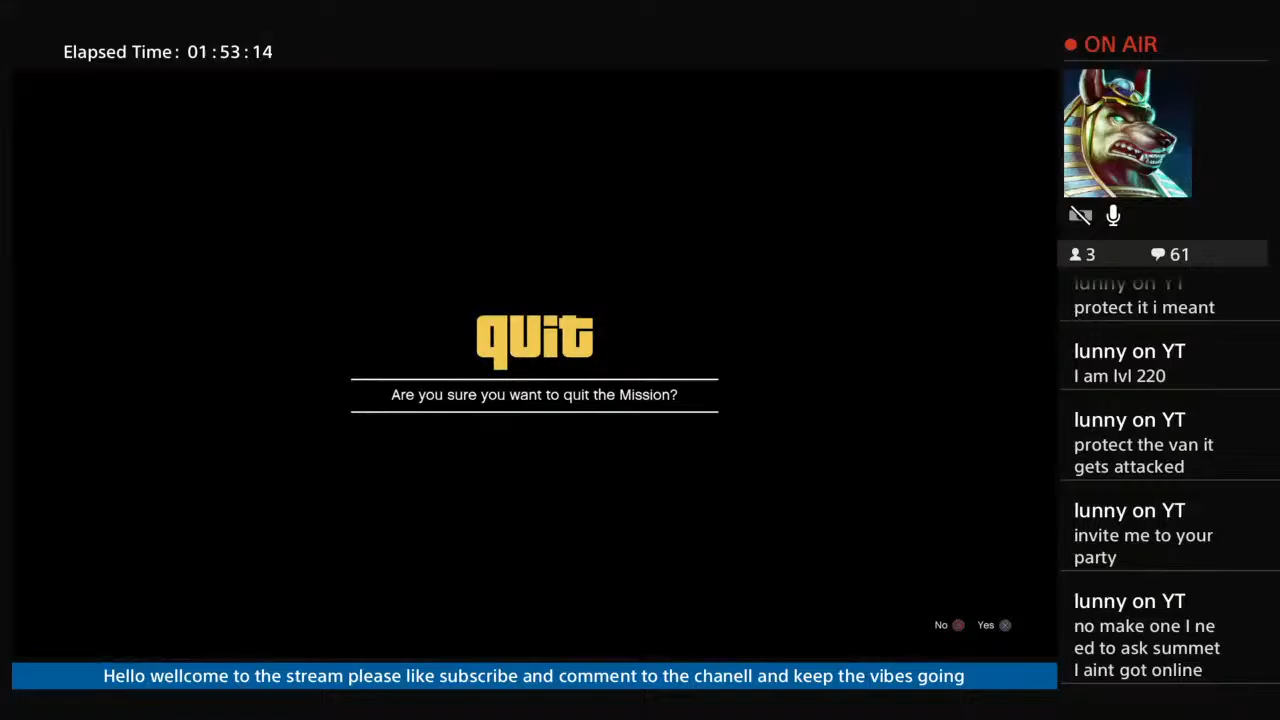 Elapsed Time: 01:53:14
ON AIR
3 61
lunny on YT
protect it i meant
lunny on YT
I am lvl 220
lunny on YT
protect the van it
gets attacked
lunny on YT
invite me to your
party
lunny on YT
no make one I ne
ed to ask summet
I aint got online
quit
Are you sure you want to quit the Mission?
No Yes
Hello wellcome to the stream please like subscribe and comment to the chanell and keep the vibes going